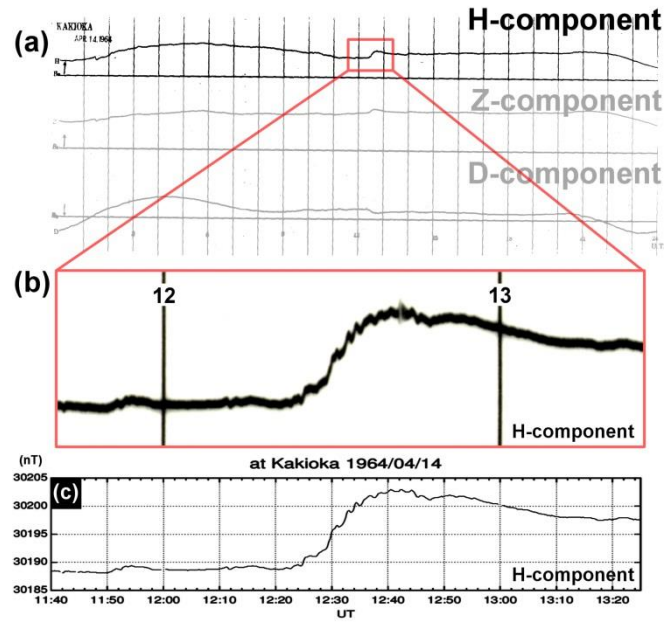 (a)
KAKIOKA
APR. 14. 1964
H-component
Z-component
D-component
(b)
12
13
H-component
at Kakioka 1964/04/14
(nT)
(c)
30205
30200
30195
30190
30185
H-component
11:40 11:50 12:00 12:10 12:20 12:30 12:40 12:50 13:00 13:10 13:20
UT